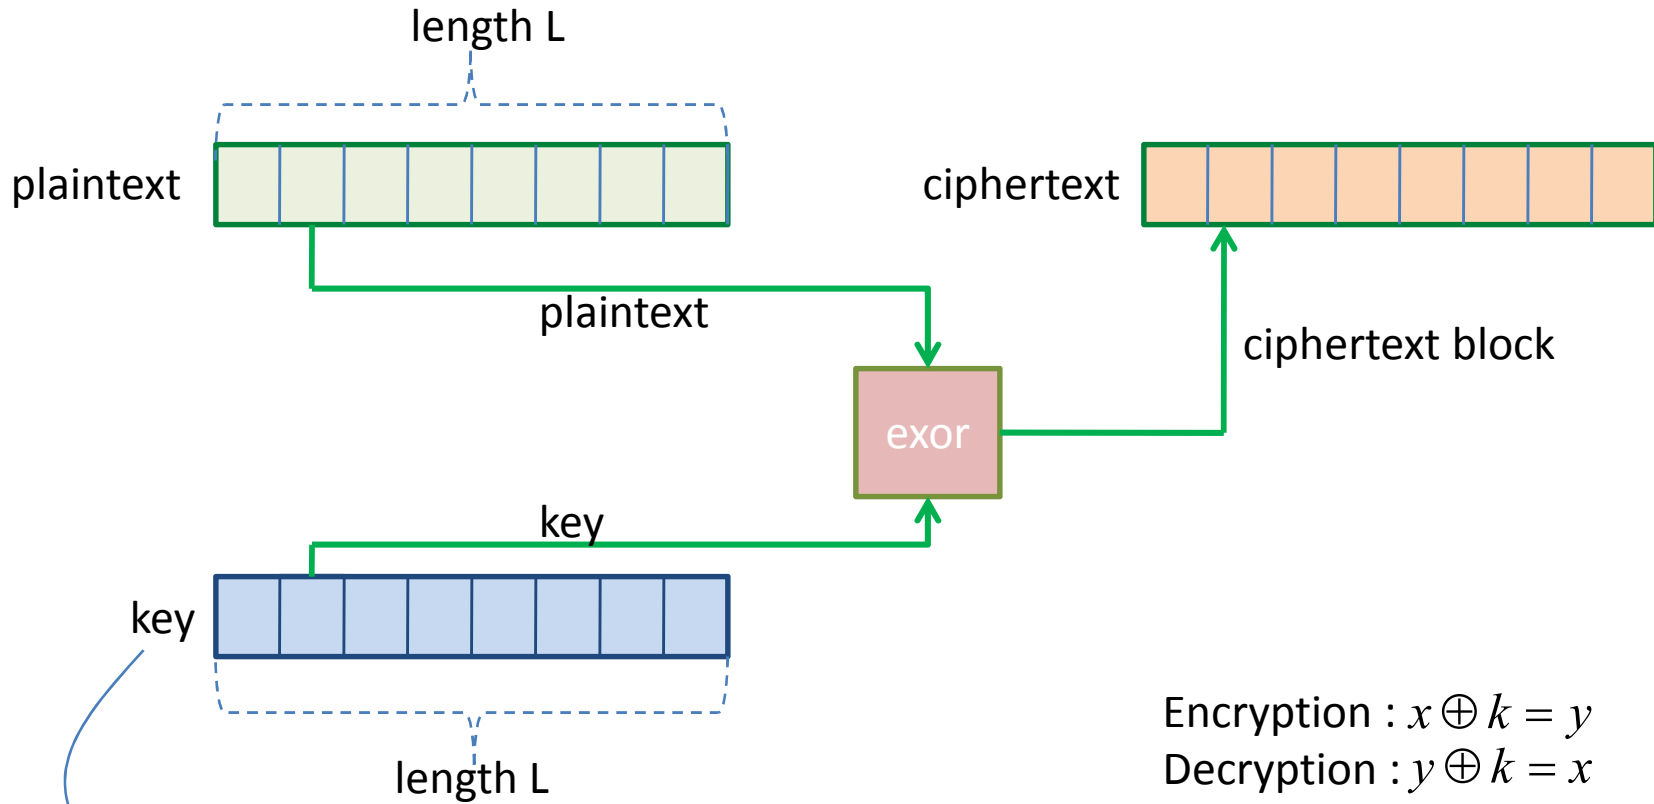 length L
plaintext
ciphertext
plaintext
ciphertext block
exor
key
key
length L
Encryption : x ⊕ k = y
Decryption : y ⊕ k = x